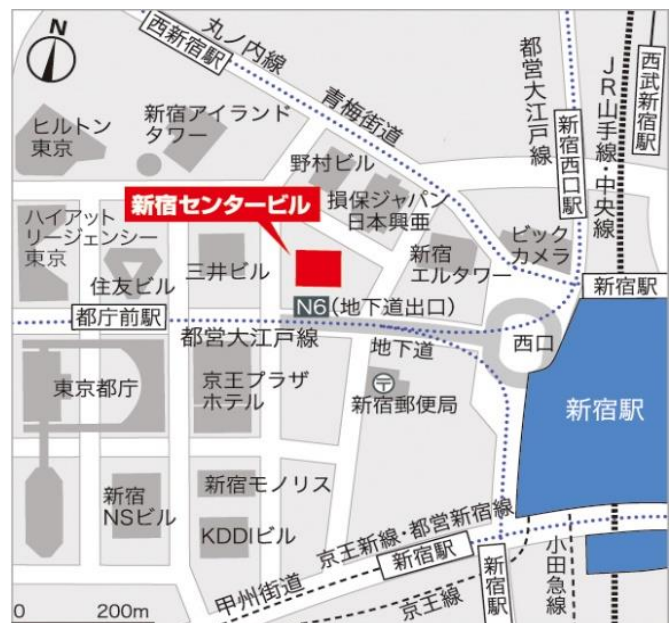 N
丸ノ内線
西新宿駅
青梅街道
都営大江戸線
新宿西口駅
JR山手線・中央線
西武新宿駅
ヒルトン
東京
新宿アイランド
タワー
野村ビル
損保ジャパン
日本興亜
新宿センタービル
ハイアット
リージェンシー
東京
住友ビル
三井ビル
新宿
エルタワー
ビック
カメラ
新宿駅
都庁前駅
N6(地下道出口)
都営大江戸線
地下道
西口
東京都庁
京王プラザ
ホテル
〒
新宿郵便局
新宿駅
新宿
NSビル
新宿モノリス
KDDIビル
京王新線・都営新宿線
新宿駅
甲州街道
京王線
新宿駅
小田急線
0 200m